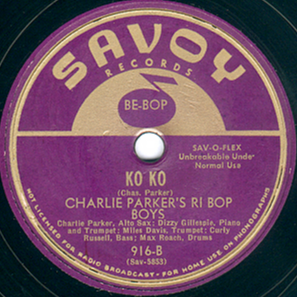 SAVOY
RECORDS
BE-BOP
SAV-O-FLEX
Unbreakable Under
Normal Use
KO KO
(Chas. Parker)
CHARLIE PARKER'S RI BOP
BOYS
Charlie Parker, Alto Sax; Dizzy Gillespie, Piano
and Trumpet; Miles Davis, Trumpet; Curly
Russell, Bass; Max Roach, Drums
916-B
(Sav-5853)
NOT LICENSED FOR RADIO BROADCAST - FOR HOME USE ON PHONOGRAPHS